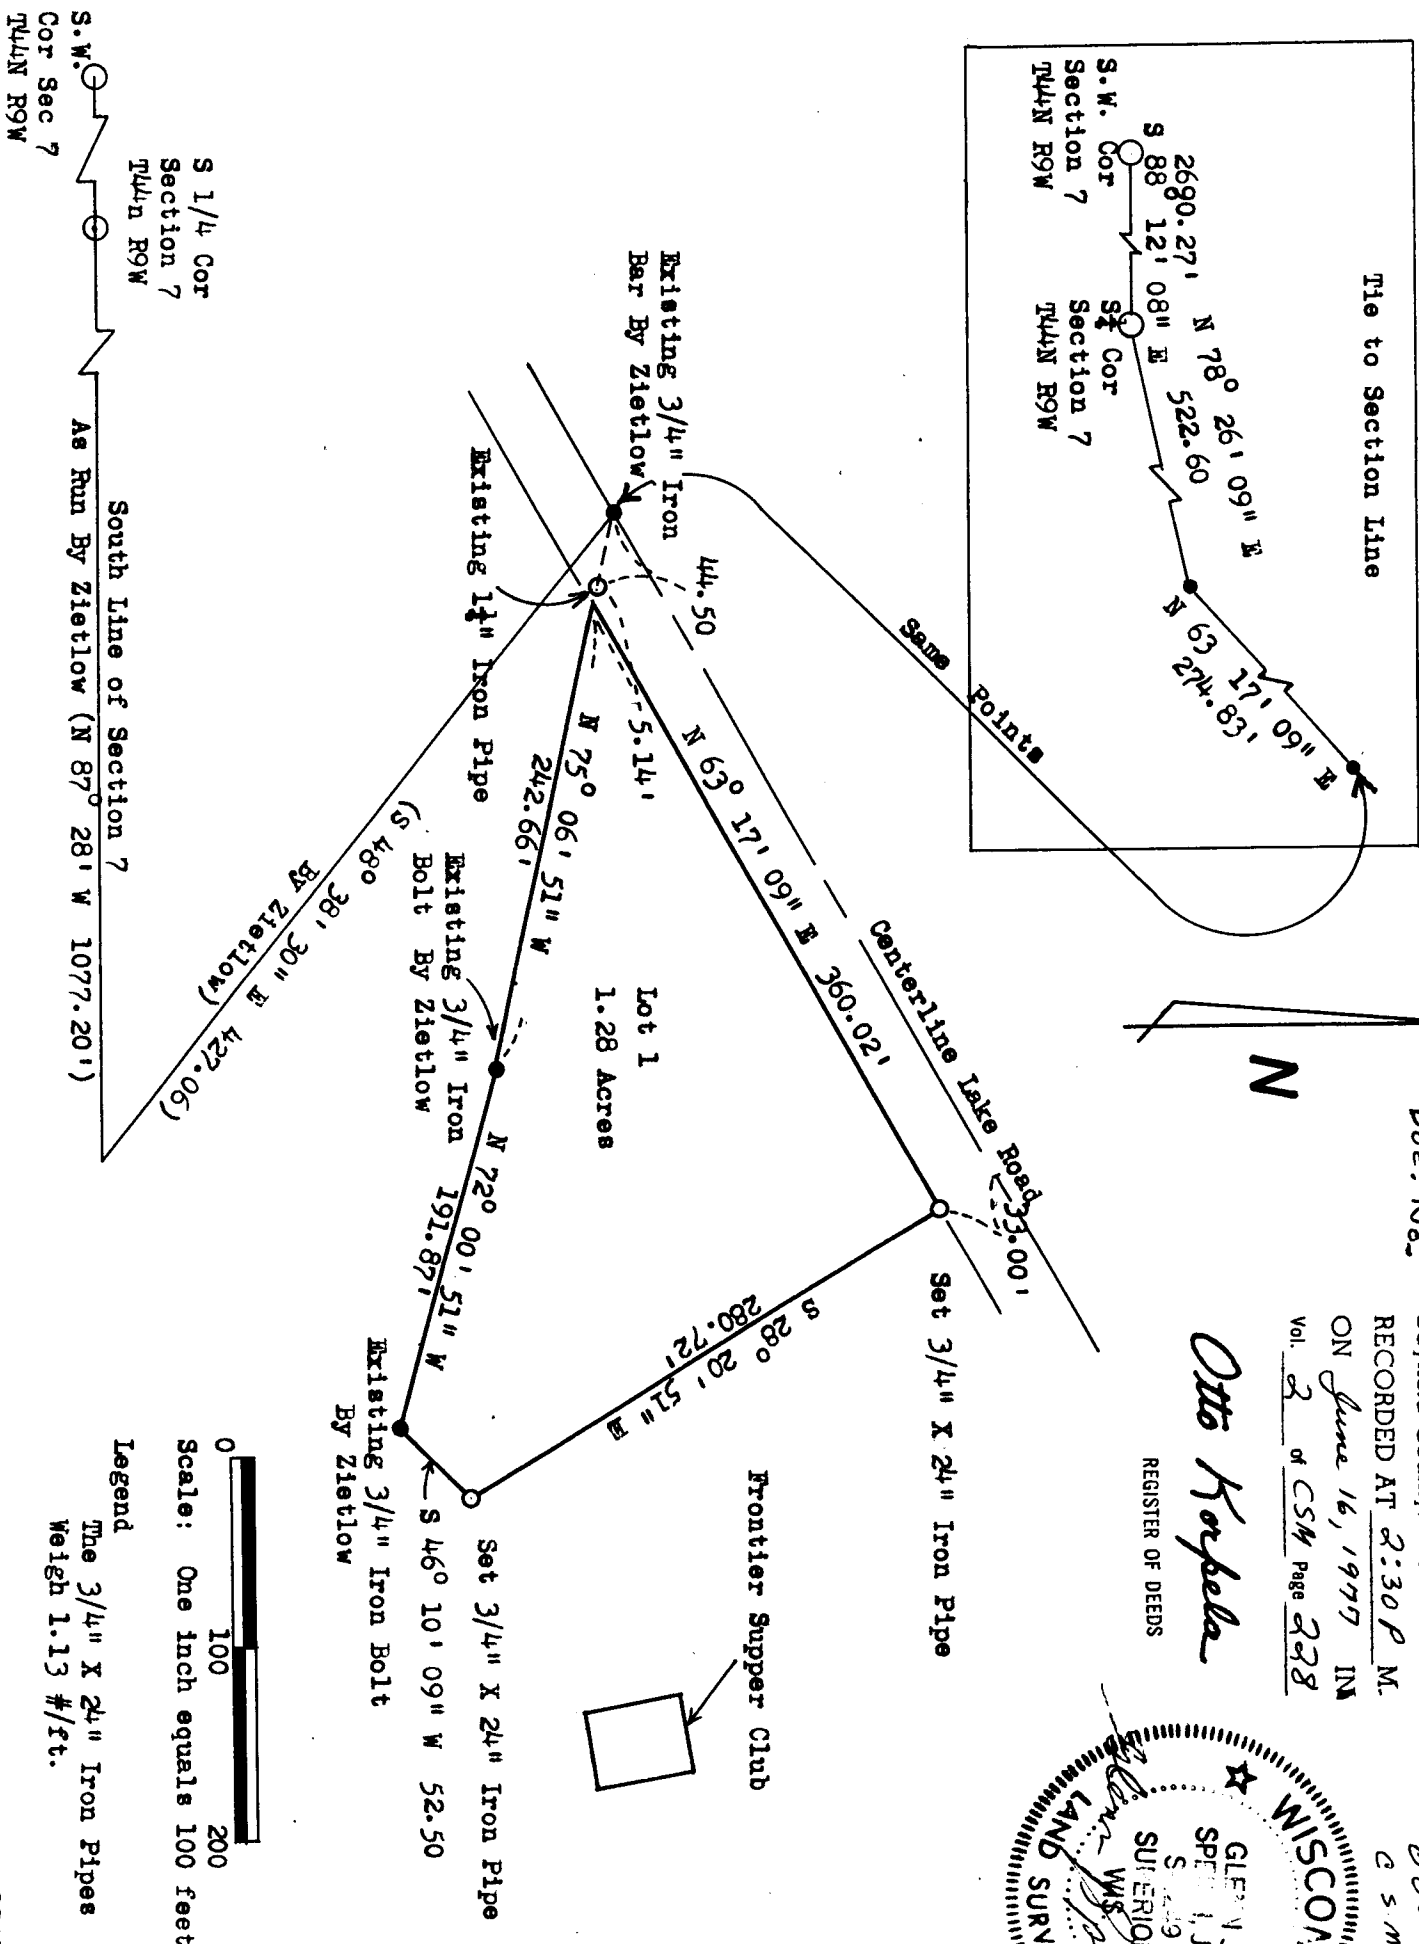 Tie to Section Line
2690.27'
S 88° 12' 08" E
N 78° 26' 09" E
522.60
N 63 17' 09" E
274.83'
S.W. Cor
Section 7
T44N R9W
S¼ Cor
Section 7
T44N R9W
Same Points
N
RECORDED AT 2:30 P M.
ON June 16, 1977 IN
Vol. 2 of CSM Page 228
Otto Korpela
REGISTER OF DEEDS
WISCO
LAND SURV
WIS.
Existing 3/4" Iron
Bar By Zietlow
44.50
5.14'
Centerline Lake Road
33.00'
N 63° 17' 09" E 360.02'
Set 3/4" X 24" Iron Pipe
Lot 1
1.28 Acres
S 28° 20' 51" E
280.72'
Frontier Supper Club
Existing 1¼" Iron Pipe
N 75° 06' 51" W
242.66'
Existing 3/4" Iron
Bolt By Zietlow
N 72° 00' 51" W
191.87'
Set 3/4" X 24" Iron Pipe
S 46° 10' 09" W 52.50
Existing 3/4" Iron Bolt
By Zietlow
(S 48° 38' 30" E 427.06)
By Zietlow)
S 1/4 Cor
Section 7
T44n R9W
S.W.
Cor Sec 7
T44N R9W
South Line of Section 7
As Run By Zietlow (N 87° 28' W 1077.20')
0 100 200
Scale: One inch equals 100 feet
Legend
The 3/4" X 24" Iron Pipes
Weigh 1.13 #/ft.